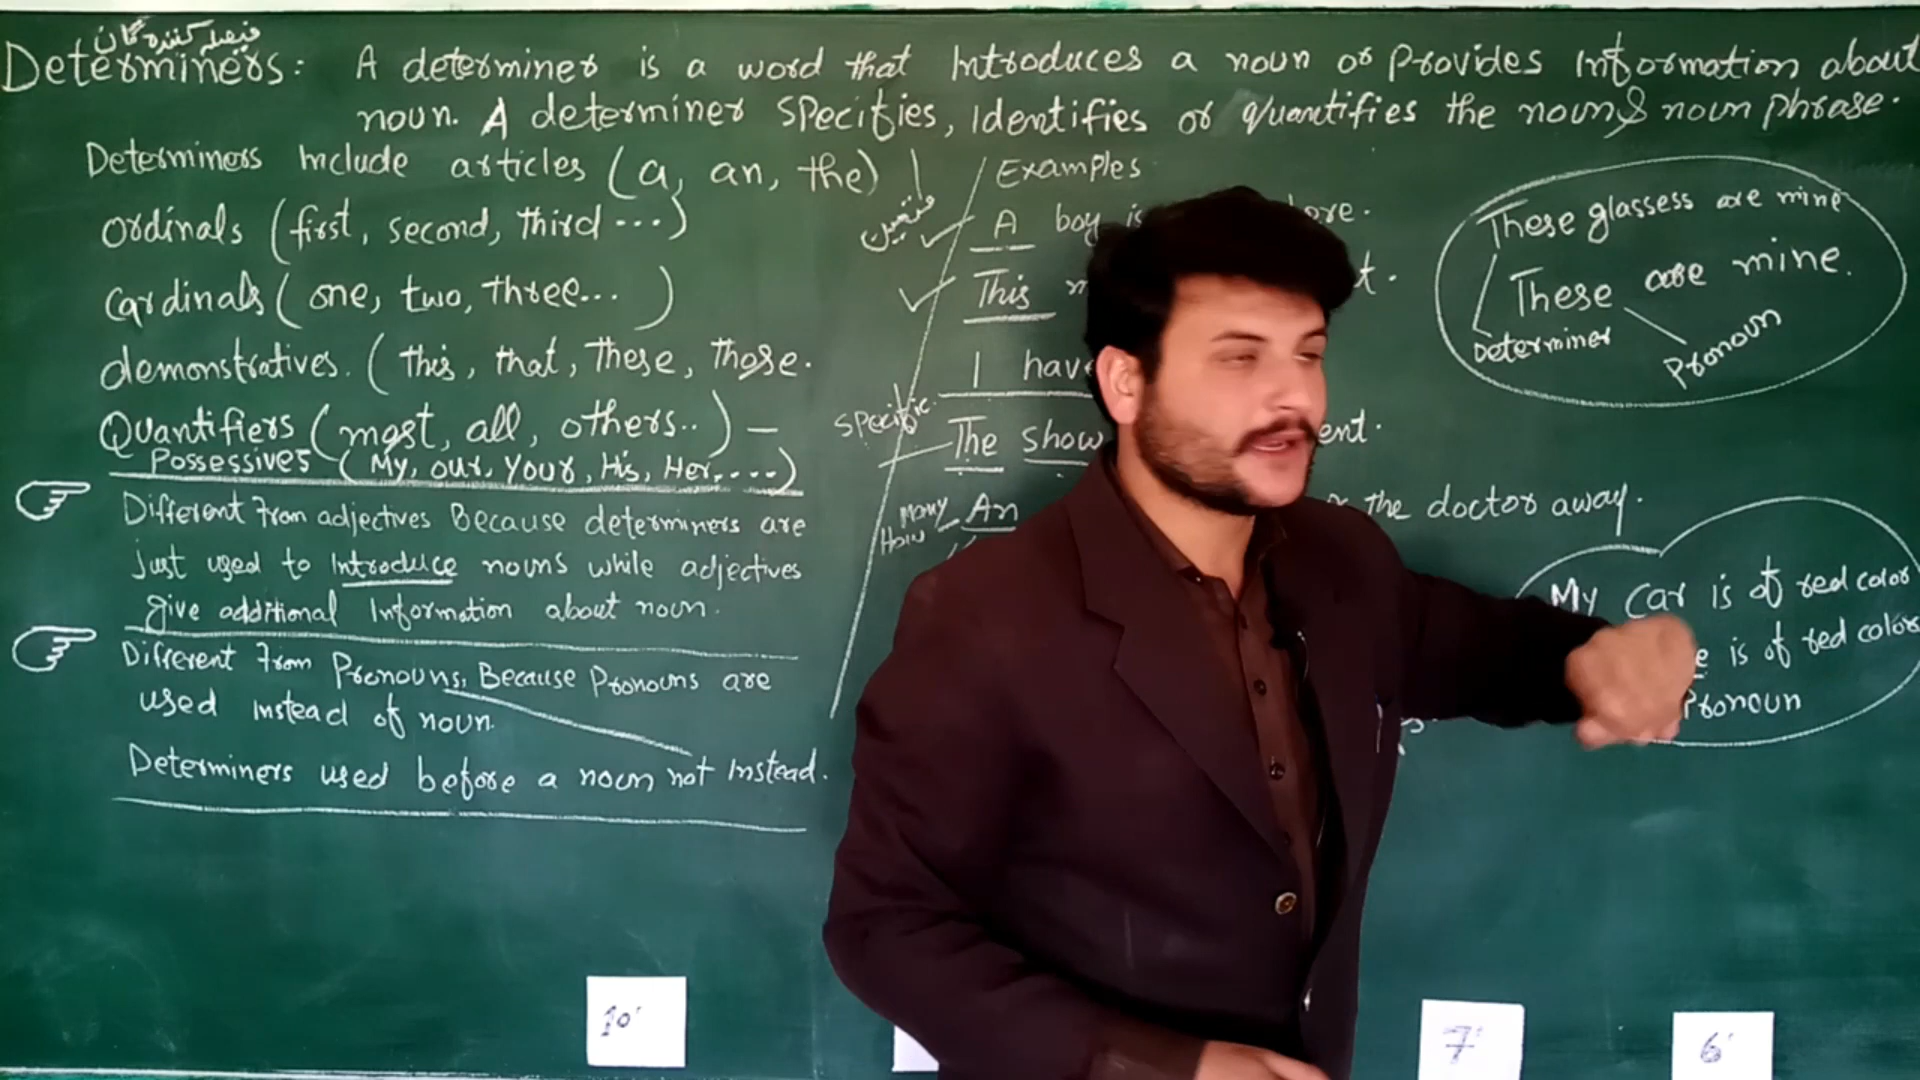 فیصلہ کنندہ گان
Determiners: A determiner is a word that Introduces a noun or Provides Information about
noun. A determiner specifies, Identifies or quantifies the noun & noun phrase.
Determiners Include articles (a, an, the)
ordinals (first, second, third ...)
Cardinals (one, two, three... )
demonstratives. (this, that, These, Those.
Quantifiers (most, all, others..) –
Possessives (My, our, Your, His, Her....)
Different from adjectives Because determiners are
Just used to Introduce nouns while adjectives
give additional Information about noun.
Different from Pronouns, Because Pronouns are
used instead of noun.
Determiners used before a noun not Instead.
Examples
A boy is ore.
This t.
I have
specific.
The show ent.
Many An the doctor away.
How
These glassess are mine
These are mine.
Determiner
Pronoun
My Car is of red color
e is of red color
Pronoun
10'
7'
6'